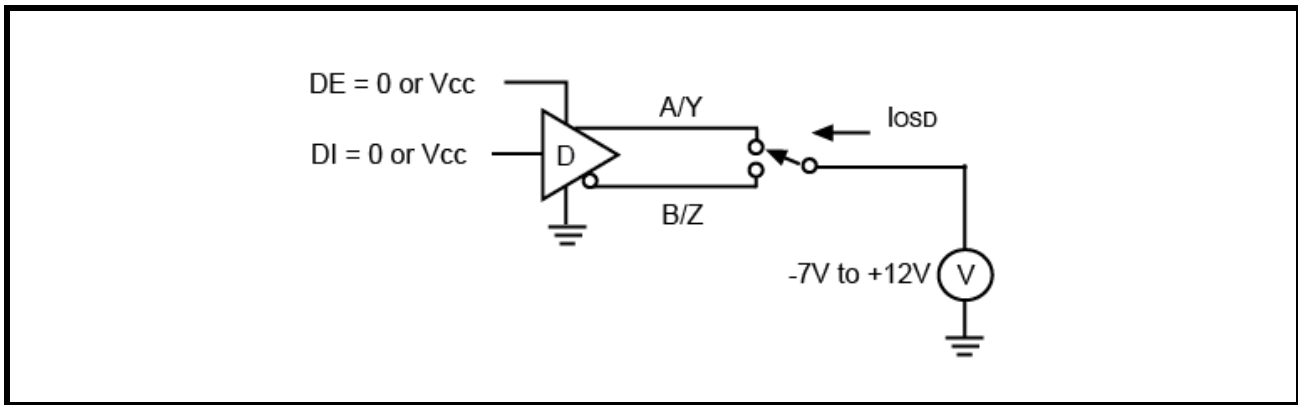 DE = 0 or Vcc
A/Y
IOSD
DI = 0 or Vcc
D
B/Z
-7V to +12V
V